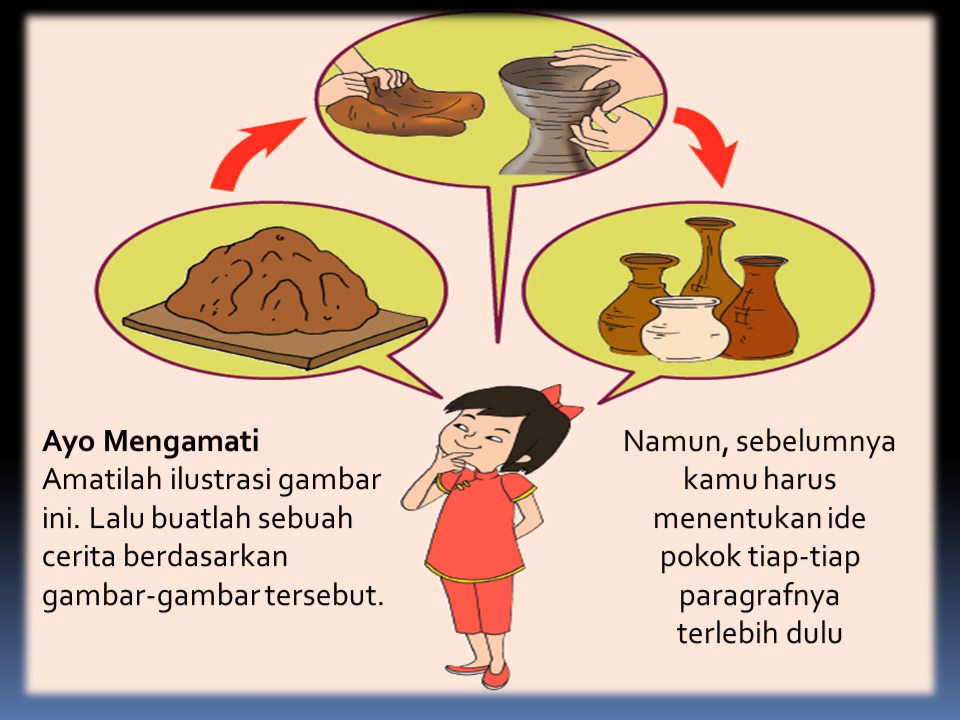 Ayo Mengamati
Amatilah ilustrasi gambar
ini. Lalu buatlah sebuah
cerita berdasarkan
gambar-gambar tersebut.
Namun, sebelumnya
kamu harus
menentukan ide
pokok tiap-tiap
paragrafnya
terlebih dulu